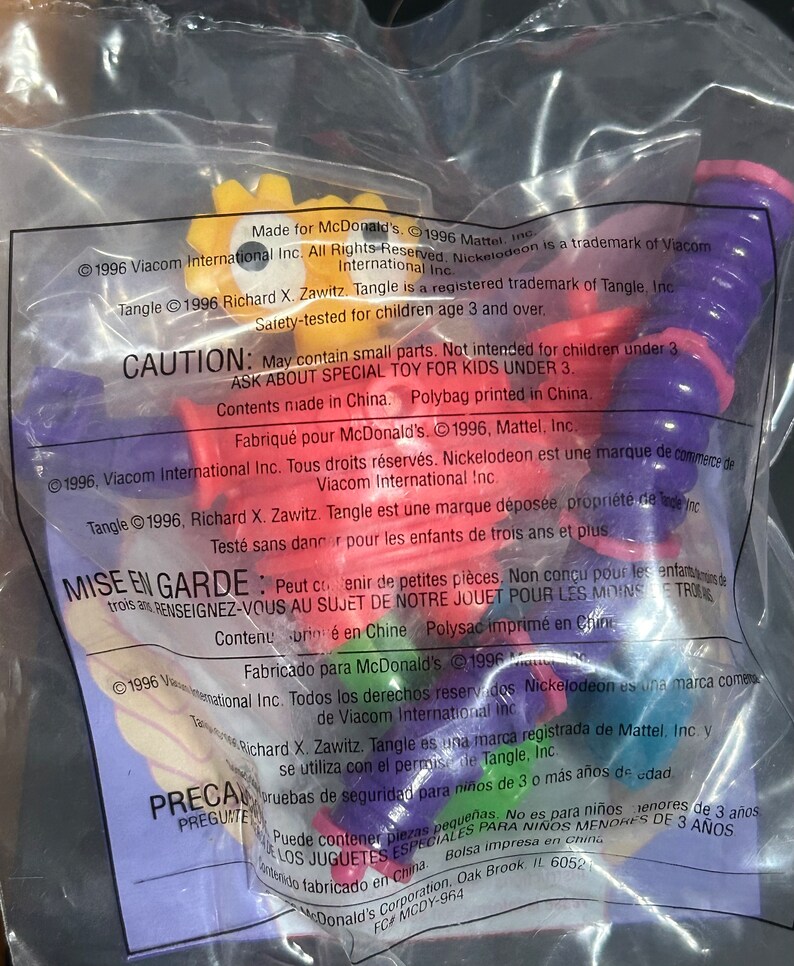 Made for McDonald's. ©1996 Mattel, Inc.
©1996 Viacom International Inc. All Rights Reserved. Nickelodeon is a trademark of Viacom
International Inc.
Tangle ©1996 Richard X. Zawitz. Tangle is a registered trademark of Tangle, Inc.
Safety-tested for children age 3 and over.
CAUTION: May contain small parts. Not intended for children under 3
ASK ABOUT SPECIAL TOY FOR KIDS UNDER 3.
Contents made in China. Polybag printed in China.
Fabriqué pour McDonald's. ©1996, Mattel, Inc.
©1996, Viacom International Inc. Tous droits réservés. Nickelodeon est une marque de commerce de
Viacom International Inc.
Tangle ©1996, Richard X. Zawitz. Tangle est une marque déposée, propriété de Tangle, Inc
Testé sans danger pour les enfants de trois ans et plus
MISE EN GARDE : Peut contenir de petites pièces. Non conçu pour les enfants de moins de
trois ans. RENSEIGNEZ-VOUS AU SUJET DE NOTRE JOUET POUR LES MOINS DE TROIS ANS
Contenu en Chine Polysac imprimé en Chine
Fabricado para McDonald's. ©1996 Mattel, Inc.
©1996 Viacom International Inc. Todos los derechos reservados. Nickelodeon es una marca
de Viacom International Inc
Richard X. Zawitz. Tangle es una marca registrada de Mattel, Inc. y
se utiliza con el permiso de Tangle, Inc.
pruebas de seguridad para niños de 3 o más años de edad.
Puede contener piezas pequeñas. No es para niños menores de 3 años.
PREGUNTE DE LOS JUGUETES ESPECIALES PARA NIÑOS MENORES DE 3 AÑOS.
Contenido fabricado en China. Bolsa impresa en China.
McDonald's Corporation, Oak Brook, IL 60521
FC# MCDY-964